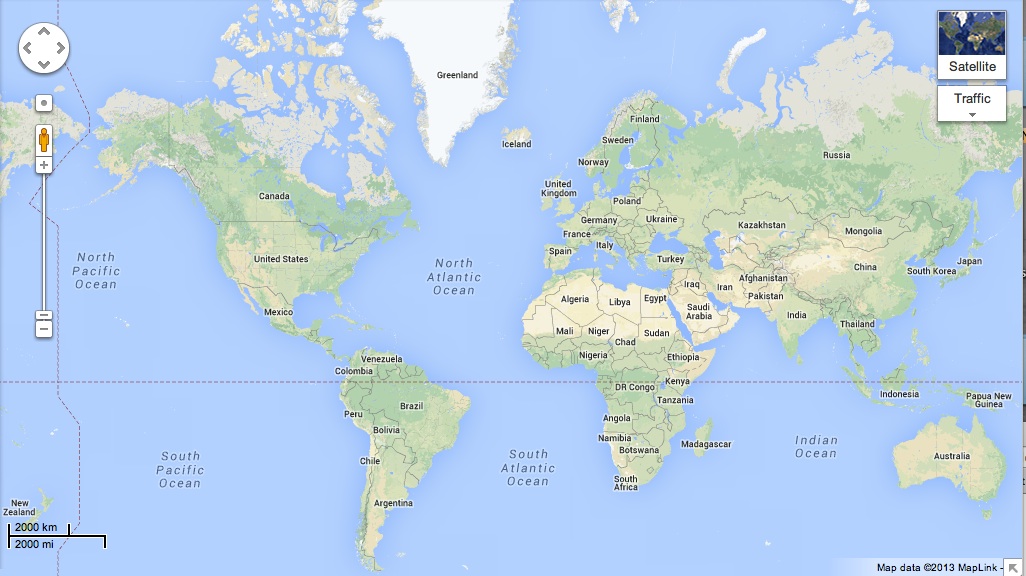 Satellite
Traffic
Greenland
Iceland
Finland
Sweden
Norway
Russia
United
Kingdom
Poland
Germany
Ukraine
France
Kazakhstan
Mongolia
Italy
Spain
Turkey
China
Japan
South Korea
Canada
United States
Mexico
North
Pacific
Ocean
North
Atlantic
Ocean
Iraq
Iran
Afghanistan
Pakistan
Algeria
Libya
Egypt
Saudi
Arabia
India
Mali
Niger
Sudan
Chad
Thailand
Nigeria
Ethiopia
Venezuela
Colombia
DR Congo
Kenya
Tanzania
Indonesia
Papua New
Guinea
Brazil
Peru
Bolivia
Angola
Namibia
Botswana
Madagascar
Chile
South
Pacific
Ocean
South
Atlantic
Ocean
Indian
Ocean
Australia
South
Africa
Argentina
New
Zealand
2000 km
2000 mi
Map data ©2013 MapLink -